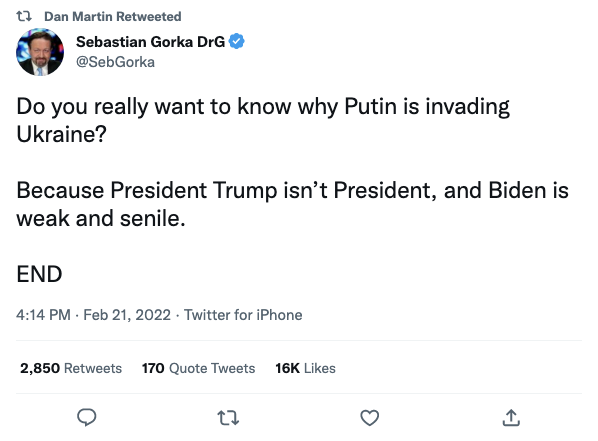 Dan Martin Retweeted
Sebastian Gorka DrG
@SebGorka
Do you really want to know why Putin is invading
Ukraine?
Because President Trump isn’t President, and Biden is
weak and senile.
END
4:14 PM · Feb 21, 2022 · Twitter for iPhone
2,850 Retweets 170 Quote Tweets 16K Likes